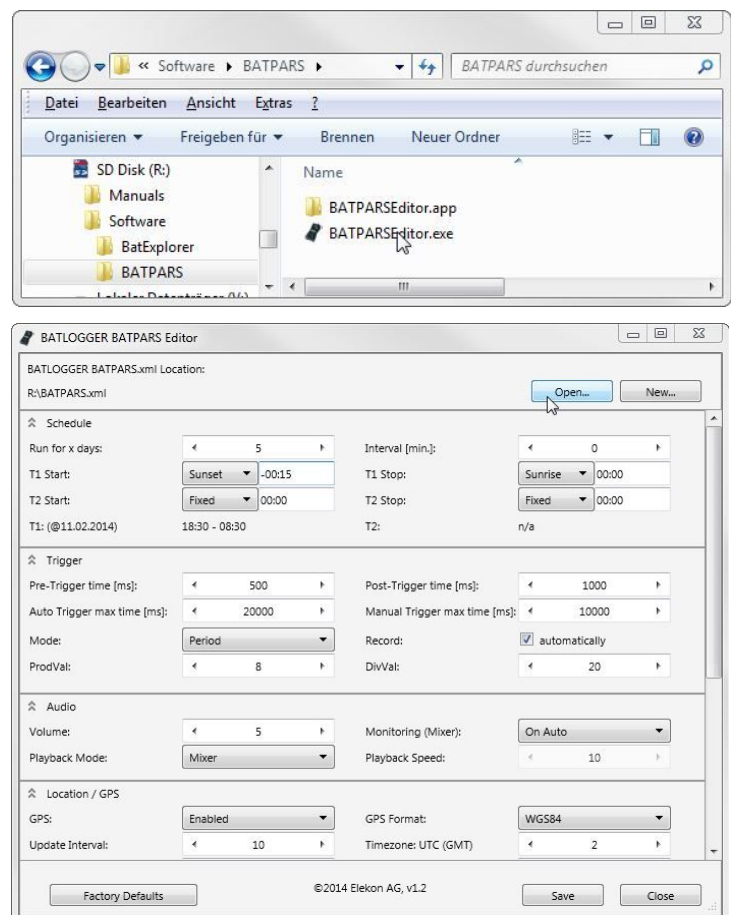 « Software ▸ BATPARS ▸ BATPARS durchsuchen
Datei Bearbeiten Ansicht Extras ?
Organisieren Freigeben für Brennen Neuer Ordner
SD Disk (R:) Name
Manuals BATPARSEditor.app
Software BATPARSEditor.exe
BatExplorer
BATPARS
Lokaler Datenträger (V:)
BATLOGGER BATPARS Editor
BATLOGGER BATPARS.xml Location:
R:\BATPARS.xml Open... New...
Schedule
Run for x days: 5 Interval [min.]: 0
T1 Start: Sunset -00:15 T1 Stop: Sunrise 00:00
T2 Start: Fixed 00:00 T2 Stop: Fixed 00:00
T1: (@11.02.2014) 18:30 - 08:30 T2: n/a
Trigger
Pre-Trigger time [ms]: 500 Post-Trigger time [ms]: 1000
Auto Trigger max time [ms]: 20000 Manual Trigger max time [ms]: 10000
Mode: Period Record: automatically
ProdVal: 8 DivVal: 20
Audio
Volume: 5 Monitoring (Mixer): On Auto
Playback Mode: Mixer Playback Speed: 10
Location / GPS
GPS: Enabled GPS Format: WGS84
Update Interval: 10 Timezone: UTC (GMT) 2
Factory Defaults ©2014 Elekon AG, v1.2 Save Close